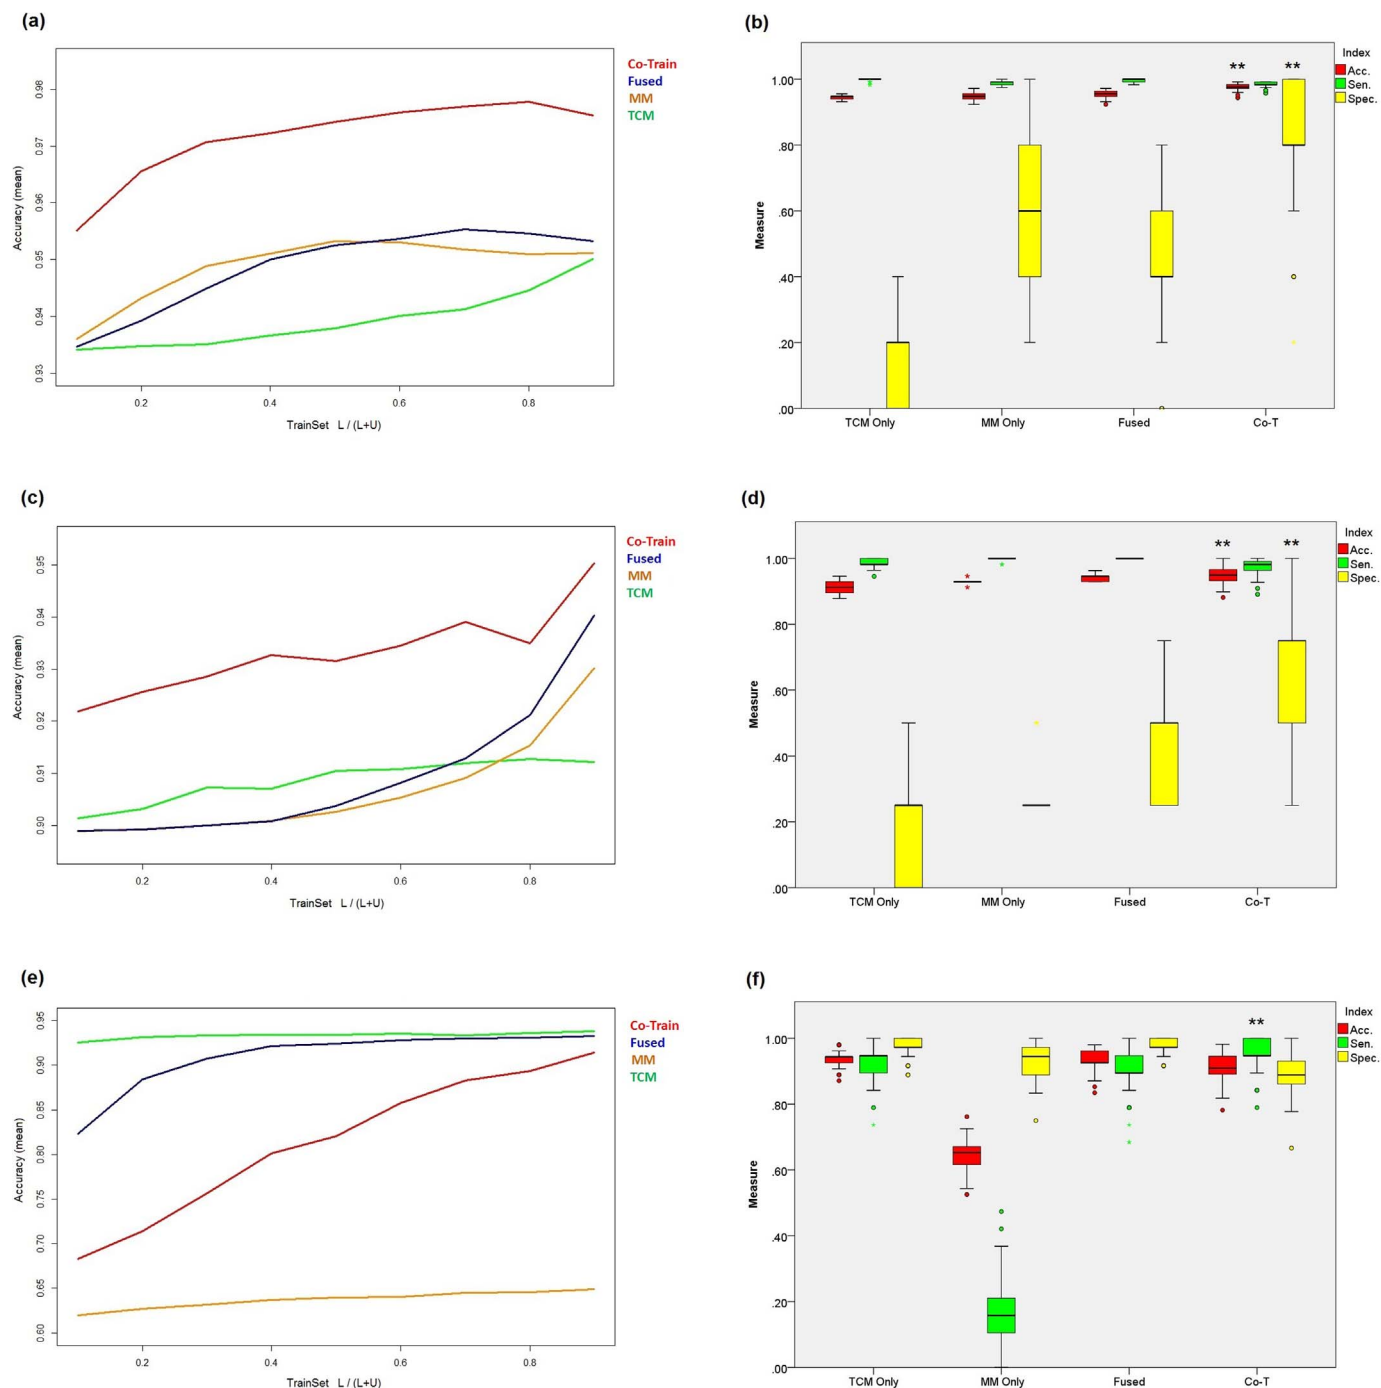 (a)
Accuracy (mean)
0.98
0.97
0.96
0.95
0.94
0.93
0.2 0.4 0.6 0.8
TrainSet L / (L+U)
Co-Train
Fused
MM
TCM
(b)
Measure
1.00
.80
.60
.40
.20
.00
** **
TCM Only MM Only Fused Co-T
Index
Acc.
Sen.
Spec.
(c)
Accuracy (mean)
0.95
0.94
0.93
0.92
0.91
0.90
0.2 0.4 0.6 0.8
TrainSet L / (L+U)
Co-Train
Fused
MM
TCM
(d)
Measure
1.00
.80
.60
.40
.20
.00
** **
TCM Only MM Only Fused Co-T
Index
Acc.
Sen.
Spec.
(e)
Accuracy (mean)
0.95
0.90
0.85
0.80
0.75
0.70
0.65
0.60
0.2 0.4 0.6 0.8
TrainSet L / (L+U)
Co-Train
Fused
MM
TCM
(f)
Measure
1.00
.80
.60
.40
.20
.00
**
TCM Only MM Only Fused Co-T
Index
Acc.
Sen.
Spec.